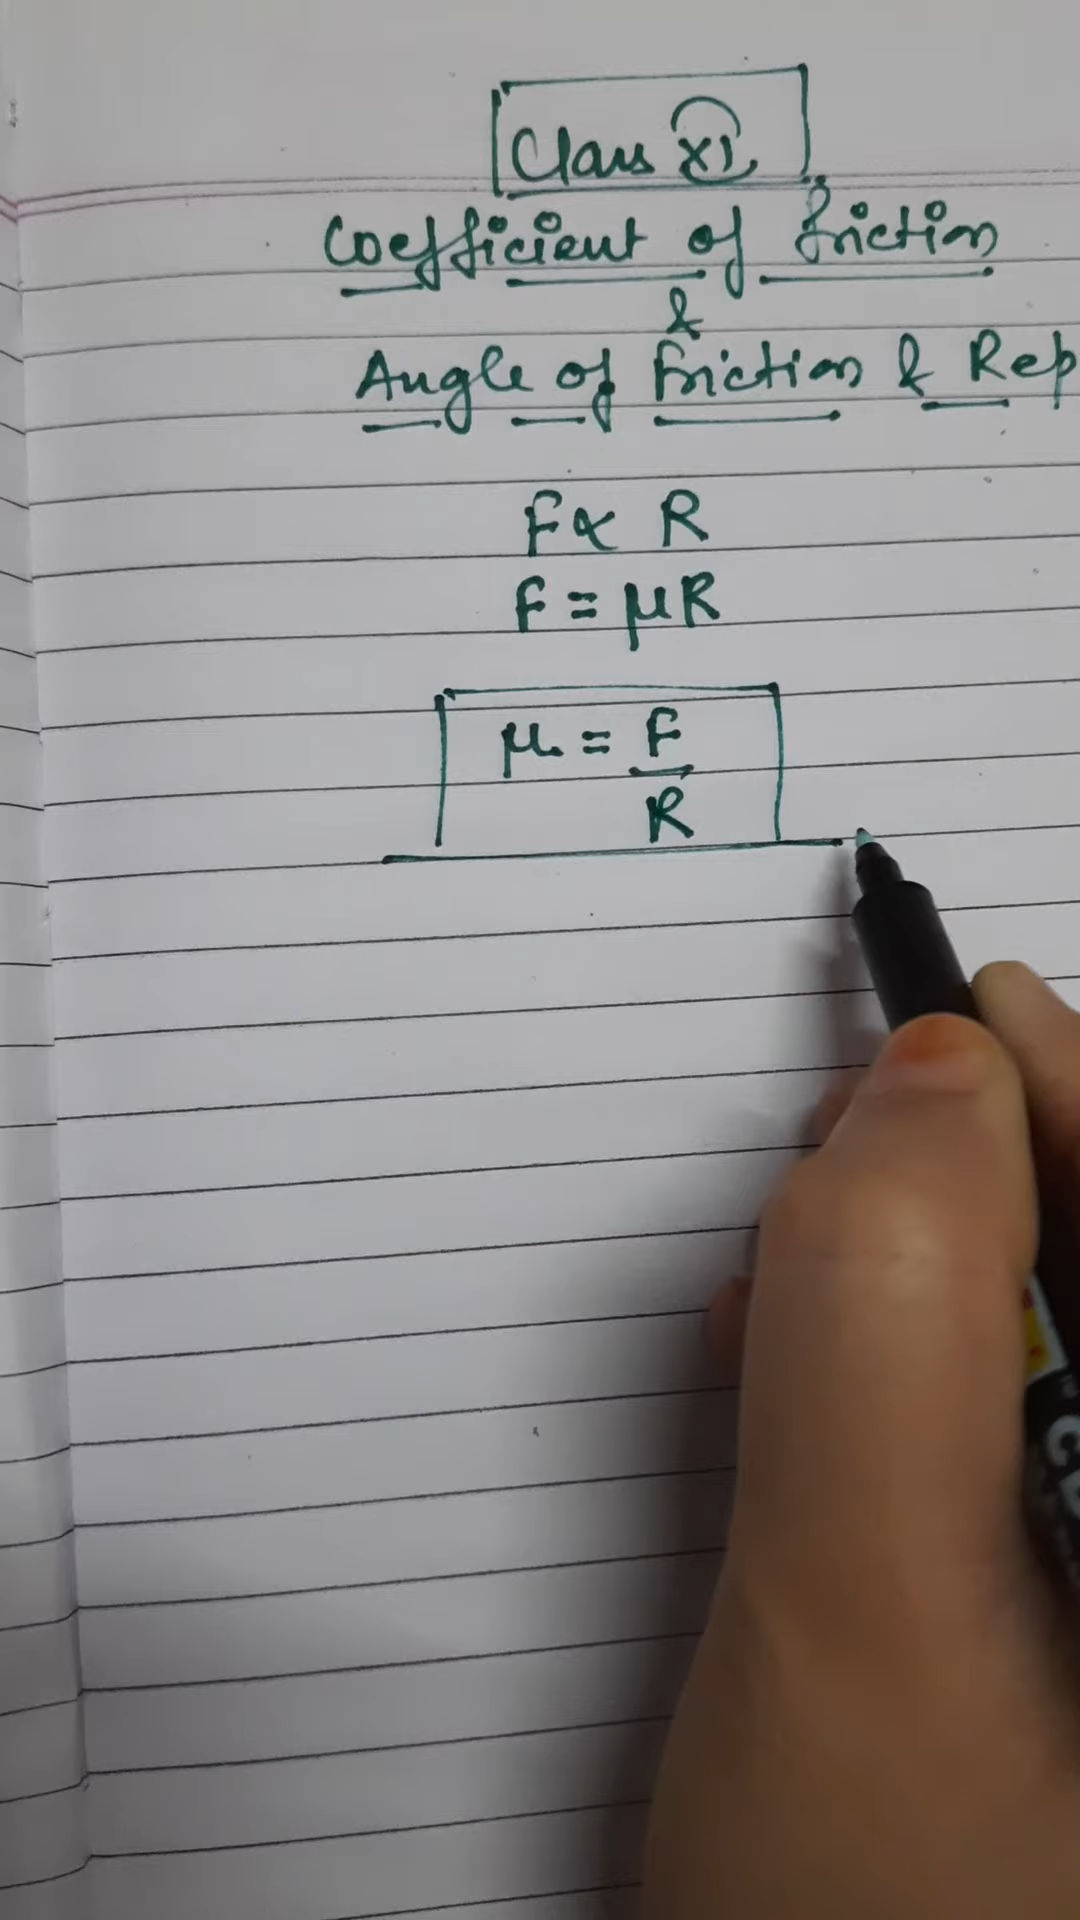 Class XI
Coefficient of friction
&
Angle of friction & Rep
F ∝ R
F = μR
μ = F
R